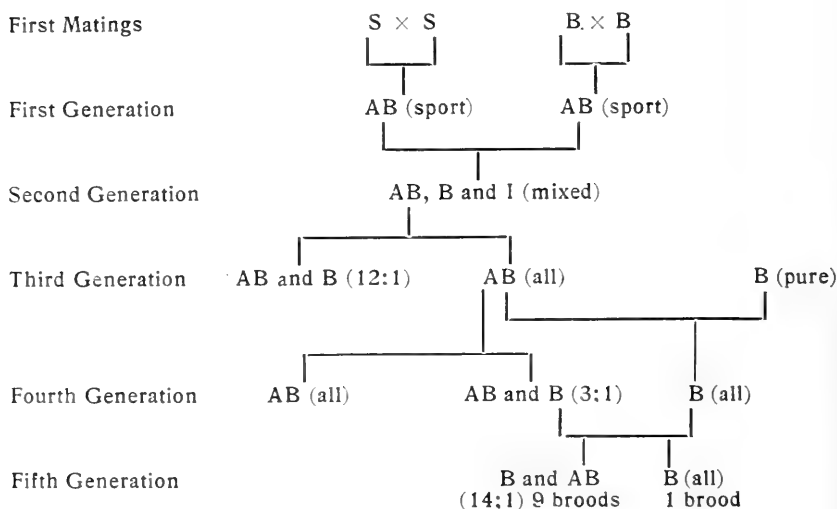 First Matings S × S B. × B
First Generation AB (sport) AB (sport)
Second Generation AB, B and I (mixed)
Third Generation AB and B (12:1) AB (all) B (pure)
Fourth Generation AB (all) AB and B (3:1) B (all)
Fifth Generation B and AB B (all)
(14;1) 9 broods 1 brood